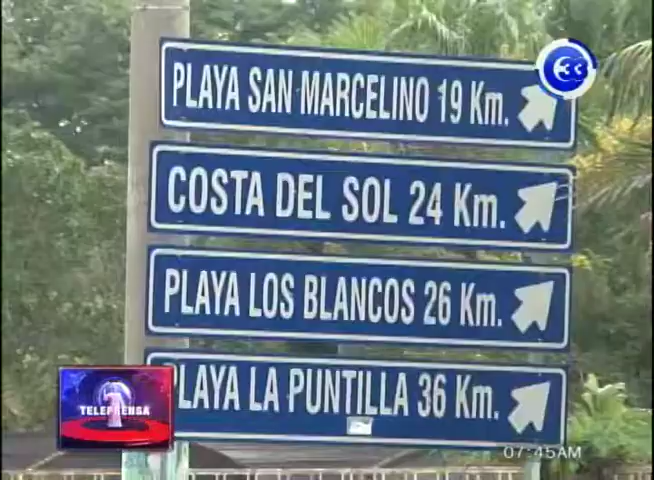 PLAYA SAN MARCELINO 19 Km.
COSTA DEL SOL 24 Km.
PLAYA LOS BLANCOS 26 Km.
PLAYA LA PUNTILLA 36 Km.
33
TELEPRENSA
07:45AM